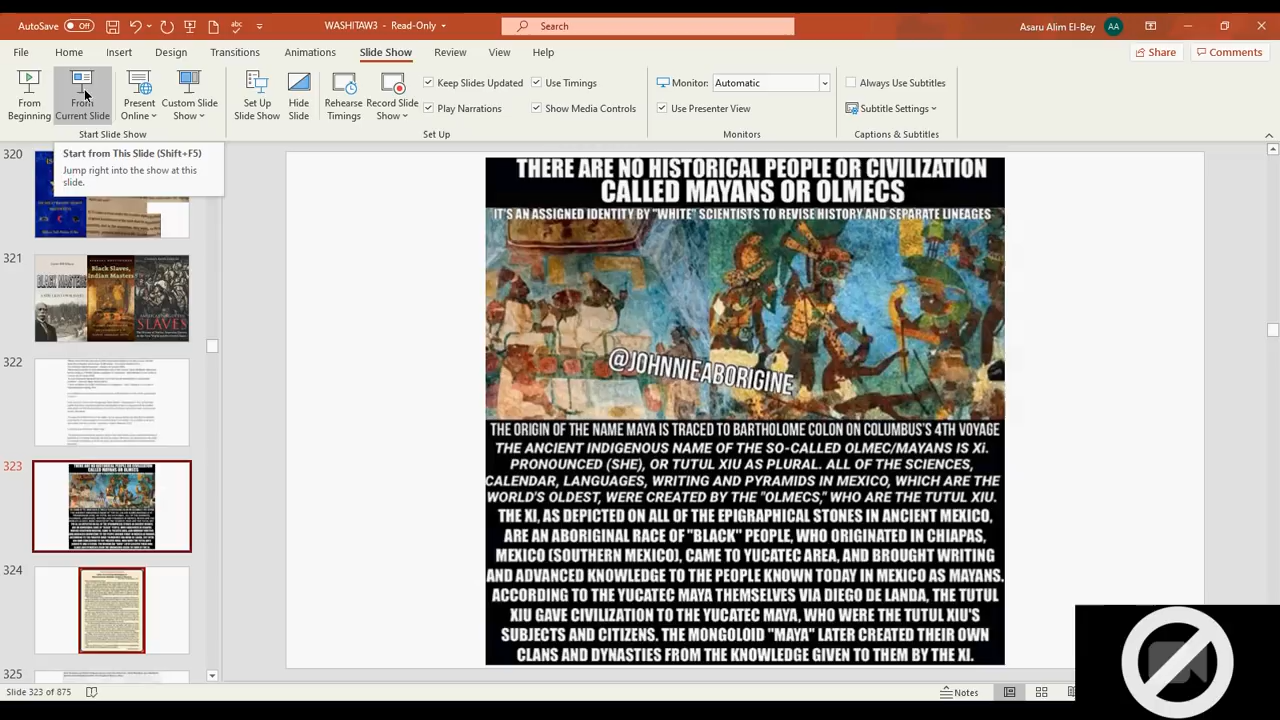 AutoSave Off
WASHITAW3 - Read-Only
Search
Asaru Alim El-Bey AA
File Home Insert Design Transitions Animations Slide Show Review View Help
Share Comments
From Beginning
From Current Slide
Present Online
Custom Slide Show
Start Slide Show
Set Up Slide Show
Hide Slide
Rehearse Timings
Record Slide Show
Keep Slides Updated
Play Narrations
Use Timings
Show Media Controls
Set Up
Monitor: Automatic
Use Presenter View
Monitors
Always Use Subtitles
Subtitle Settings
Captions & Subtitles
Start from This Slide (Shift+F5)
Jump right into the show at this
slide.
320
321
BLACK MASTERS
Black Slaves,
Indian Masters
SLAVES
322
323
324
325
THERE ARE NO HISTORICAL PEOPLE OR CIVILIZATION
CALLED MAYANS OR OLMECS
IT'S AN ASSIGNED IDENTITY BY "WHITE" SCIENTISTS TO REVISE HISTORY AND SEPARATE LINEAGES
@JOHNNIEABORIGINE
THE ORIGIN OF THE NAME MAYA IS TRACED TO BARTHOLOME COLON ON COLUMBUS'S 4TH VOYAGE
THE ANCIENT INDIGENOUS NAME OF THE SO-CALLED OLMEC/MAYANS IS XI.
PRONOUNCED (SHE), OR TUTUL XIU AS PLURAL. ALL OF THE SCIENCES,
CALENDAR, LANGUAGES, WRITING AND PYRAMIDS IN MEXICO, WHICH ARE THE
WORLD'S OLDEST, WERE CREATED BY THE "OLMECS," WHO ARE THE TUTUL XIU.
THE XI, AS DEPICTED ON ALL OF THE EPIGRAPHICAL STORIES IN ANCIENT MEXICO,
ARE AN ABORIGINAL RACE OF "BLACK" PEOPLE, WHO ORIGINATED IN CHIAPAS,
MEXICO (SOUTHERN MEXICO), CAME TO YUCATEC AREA, AND BROUGHT WRITING
AND ADVANCED KNOWLEDGE TO THE PEOPLE KNOWN TODAY IN MEXICO AS MAYANS.
ACCORDING TO THE YUCATEC MAYA THEMSELVES VIA DIEGO DE LANDA, THE TUTUL
XIU GAVE CIVILIZATION TO THE YUCATEC MAYA, WHO WERE THE TUTUL XIU'S
SUBJECTS AND CITIZENS. THE MONGOLOID "MAYA" LATER CREATED THEIR OWN
CLANS AND DYNASTIES FROM THE KNOWLEDGE GIVEN TO THEM BY THE XI.
Slide 323 of 875
Notes